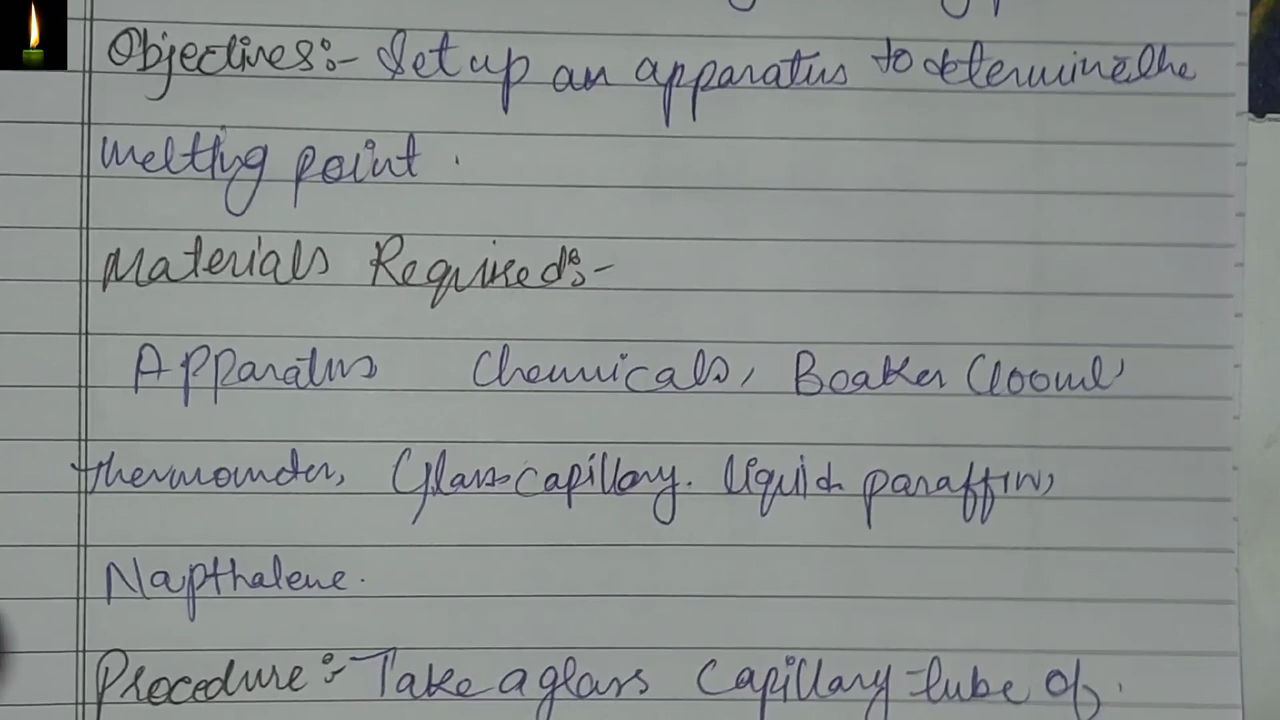 Objectives:- Set up an apparatus to determine the
melting point.
Materials Required:-
Apparatus Chemicals, Beaker (100ml)
thermometer, Glass capillary. liquid paraffin,
Napthalene.
Procedure:- Take a glass capillary tube of